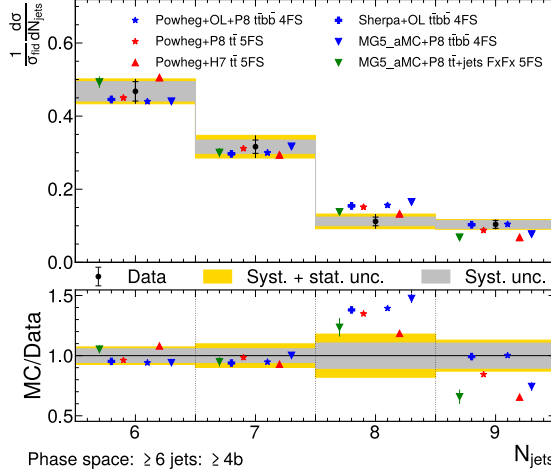 1/σfid dσ/dNjets
Powheg+OL+P8 tt̄bb̄ 4FS
Powheg+P8 tt̄ 5FS
Powheg+H7 tt̄ 5FS
Sherpa+OL tt̄bb̄ 4FS
MG5_aMC+P8 tt̄bb̄ 4FS
MG5_aMC+P8 tt̄+jets FxFx 5FS
0.6
0.4
0.2
0.0
Data
Syst. + stat. unc.
Syst. unc.
MC/Data
1.5
1.0
0.5
6
7
8
9
Njets
Phase space: ≥ 6 jets: ≥ 4b